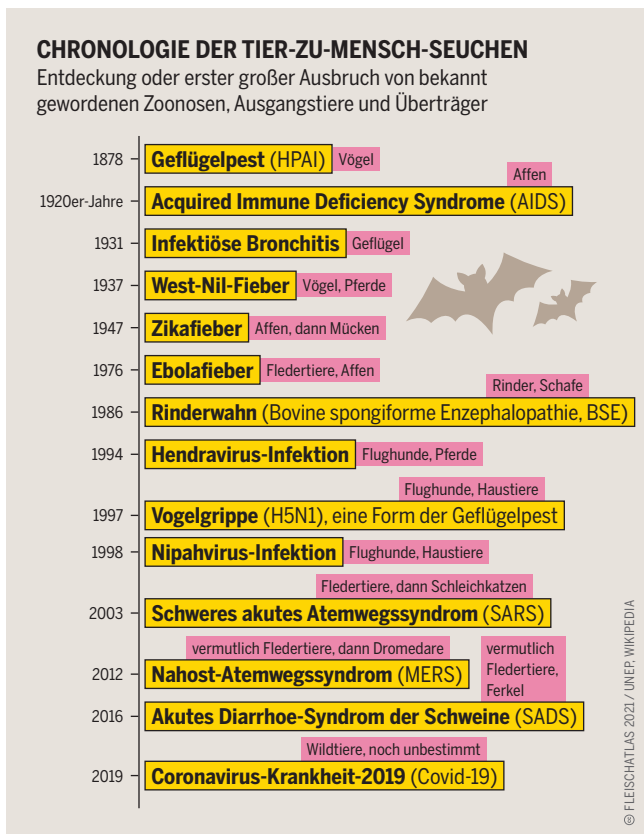 CHRONOLOGIE DER TIER-ZU-MENSCH-SEUCHEN
Entdeckung oder erster großer Ausbruch von bekannt
gewordenen Zoonosen, Ausgangstiere und Überträger
1878 Geflügelpest (HPAI) Vögel
Affen
1920er-Jahre Acquired Immune Deficiency Syndrome (AIDS)
1931 Infektiöse Bronchitis Geflügel
1937 West-Nil-Fieber Vögel, Pferde
1947 Zikafieber Affen, dann Mücken
1976 Ebolafieber Fledertiere, Affen
Rinder, Schafe
1986 Rinderwahn (Bovine spongiforme Enzephalopathie, BSE)
1994 Hendravirus-Infektion Flughunde, Pferde
Flughunde, Haustiere
1997 Vogelgrippe (H5N1), eine Form der Geflügelpest
1998 Nipahvirus-Infektion Flughunde, Haustiere
Fledertiere, dann Schleichkatzen
2003 Schweres akutes Atemwegssyndrom (SARS)
vermutlich Fledertiere, dann Dromedare
2012 Nahost-Atemwegssyndrom (MERS)
vermutlich
Fledertiere,
Ferkel
2016 Akutes Diarrhoe-Syndrom der Schweine (SADS)
Wildtiere, noch unbestimmt
2019 Coronavirus-Krankheit-2019 (Covid-19)
© FLEISCHATLAS 2021 / UNEP, WIKIPEDIA